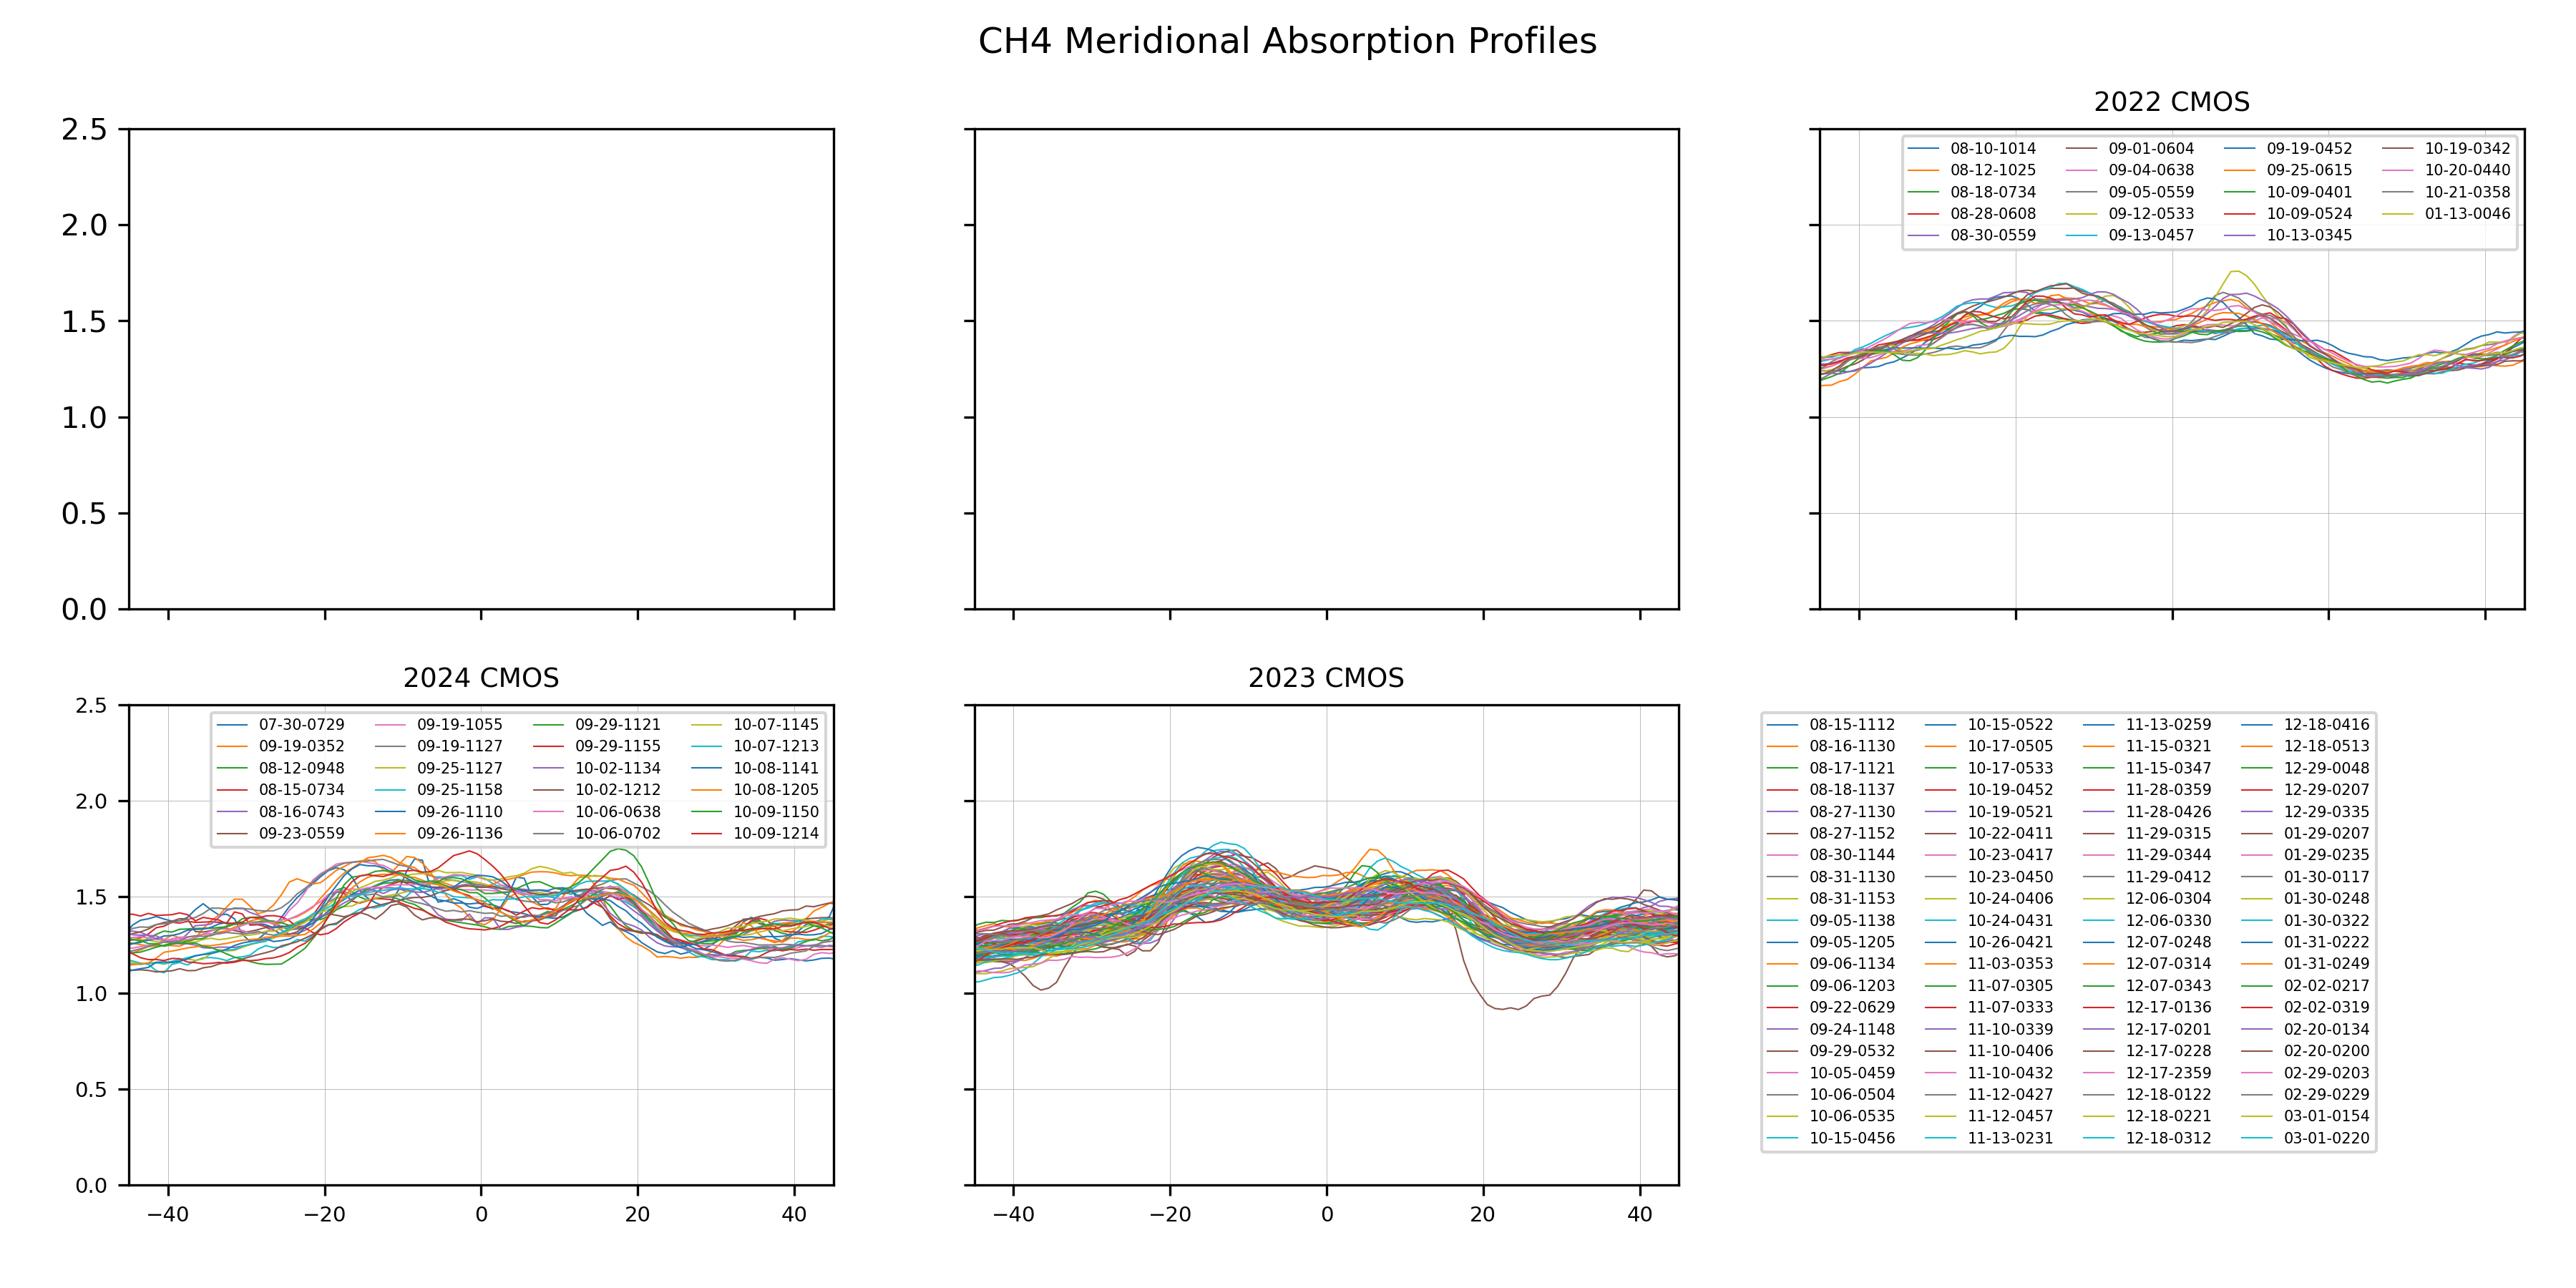 CH4 Meridional Absorption Profiles
2022 CMOS
2.5
2.0
1.5
1.0
0.5
0.0
08-10-1014 09-01-0604 09-19-0452 10-19-0342
08-12-1025 09-04-0638 09-25-0615 10-20-0440
08-18-0734 09-05-0559 10-09-0401 10-21-0358
08-28-0608 09-12-0533 10-09-0524 01-13-0046
08-30-0559 09-13-0457 10-13-0345
2024 CMOS
2.5
2.0
1.5
1.0
0.5
0.0
07-30-0729 09-19-1055 09-29-1121 10-07-1145
09-19-0352 09-19-1127 09-29-1155 10-07-1213
08-12-0948 09-25-1127 10-02-1134 10-08-1141
08-15-0734 09-25-1158 10-02-1212 10-08-1205
08-16-0743 09-26-1110 10-06-0638 10-09-1150
09-23-0559 09-26-1136 10-06-0702 10-09-1214
−40 −20 0 20 40
2023 CMOS
−40 −20 0 20 40
08-15-1112 10-15-0522 11-13-0259 12-18-0416
08-16-1130 10-17-0505 11-15-0321 12-18-0513
08-17-1121 10-17-0533 11-15-0347 12-29-0048
08-18-1137 10-19-0452 11-28-0359 12-29-0207
08-27-1130 10-19-0521 11-28-0426 12-29-0335
08-27-1152 10-22-0411 11-29-0315 01-29-0207
08-30-1144 10-23-0417 11-29-0344 01-29-0235
08-31-1130 10-23-0450 11-29-0412 01-30-0117
08-31-1153 10-24-0406 12-06-0304 01-30-0248
09-05-1138 10-24-0431 12-06-0330 01-30-0322
09-05-1205 10-26-0421 12-07-0248 01-31-0222
09-06-1134 11-03-0353 12-07-0314 01-31-0249
09-06-1203 11-07-0305 12-07-0343 02-02-0217
09-22-0629 11-07-0333 12-17-0136 02-02-0319
09-24-1148 11-10-0339 12-17-0201 02-20-0134
09-29-0532 11-10-0406 12-17-0228 02-20-0200
10-05-0459 11-10-0432 12-17-2359 02-29-0203
10-06-0504 11-12-0427 12-18-0122 02-29-0229
10-06-0535 11-12-0457 12-18-0221 03-01-0154
10-15-0456 11-13-0231 12-18-0312 03-01-0220